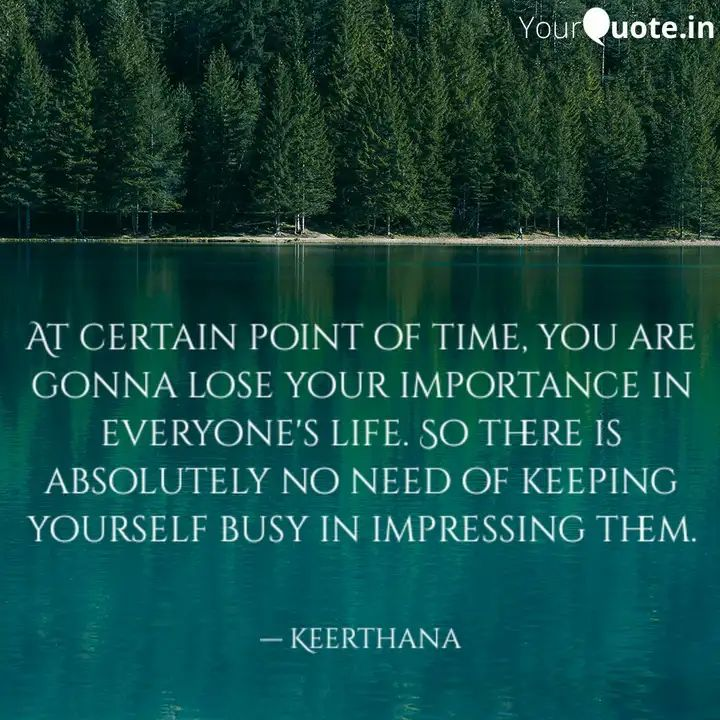 YourQuote.in
At certain point of time, you are
gonna lose your importance in
everyone's life. So there is
absolutely no need of keeping
yourself busy in impressing them.
— Keerthana